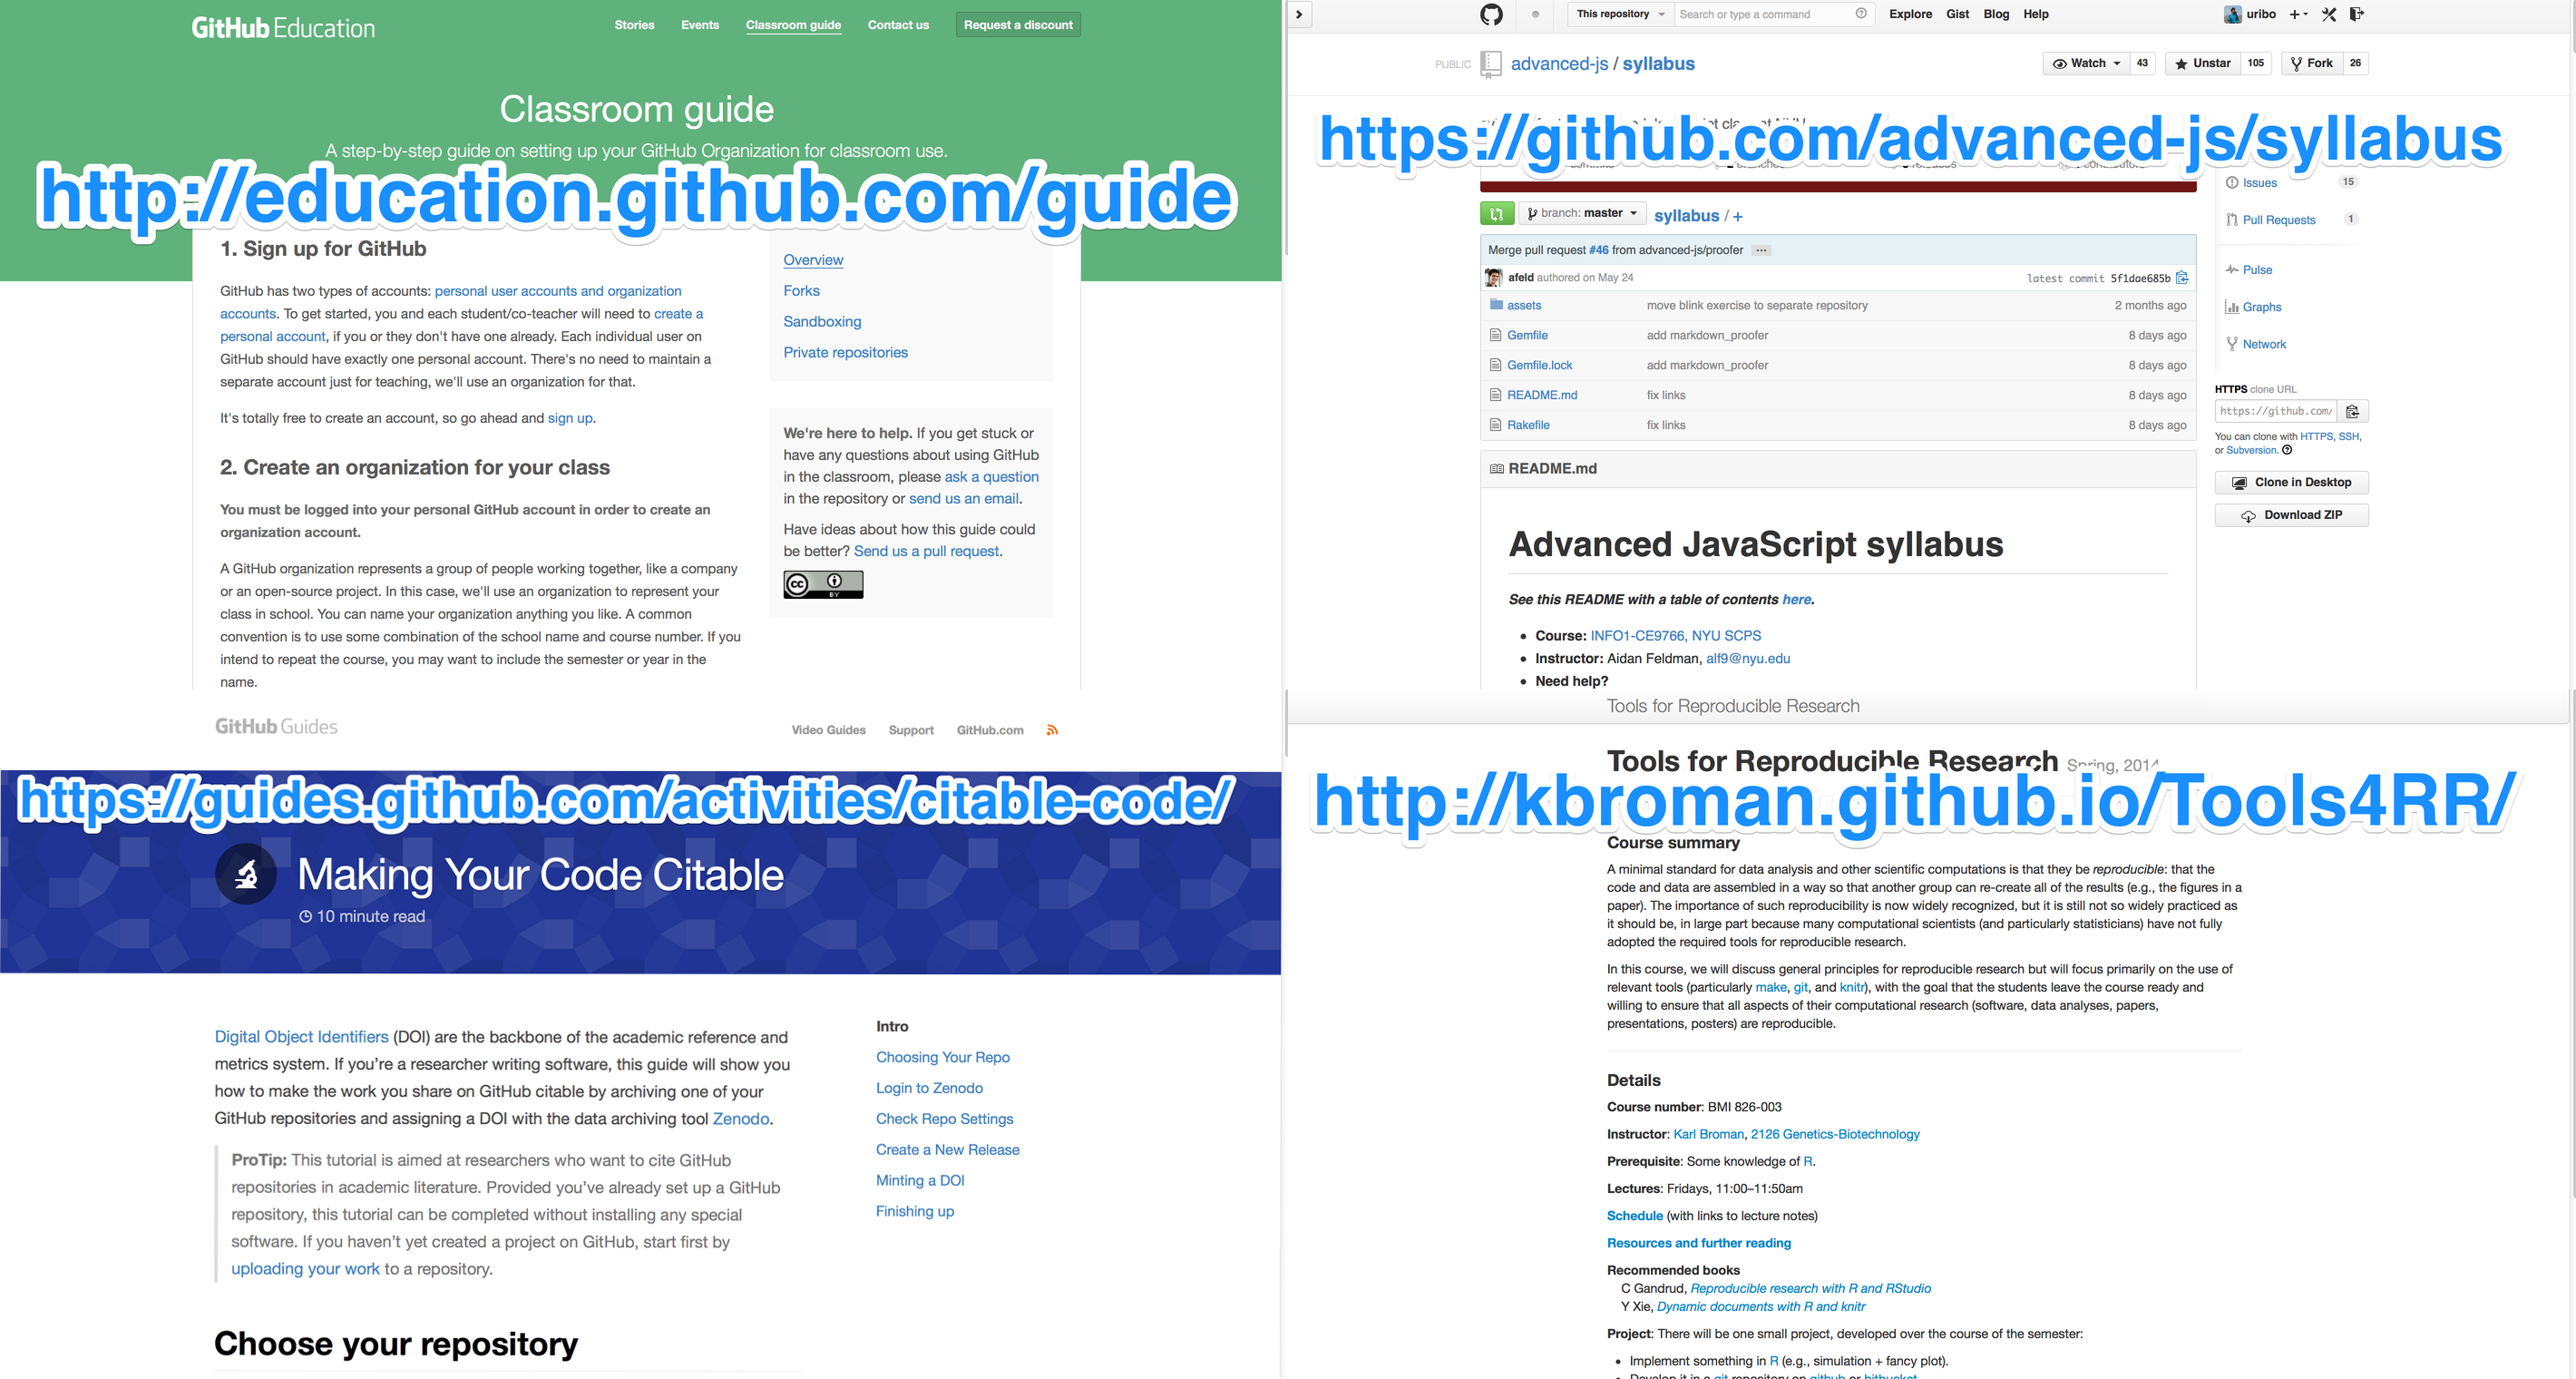 GitHub Education
Stories Events Classroom guide Contact us Request a discount
Classroom guide
A step-by-step guide on setting up your GitHub Organization for classroom use.
http://education.github.com/guide
1. Sign up for GitHub
GitHub has two types of accounts: personal user accounts and organization
accounts. To get started, you and each student/co-teacher will need to create a
personal account, if you or they don't have one already. Each individual user on
GitHub should have exactly one personal account. There's no need to maintain a
separate account just for teaching, we'll use an organization for that.
It's totally free to create an account, so go ahead and sign up.
2. Create an organization for your class
You must be logged into your personal GitHub account in order to create an
organization account.
A GitHub organization represents a group of people working together, like a company
or an open-source project. In this case, we'll use an organization to represent your
class in school. You can name your organization anything you like. A common
convention is to use some combination of the school name and course number. If you
intend to repeat the course, you may want to include the semester or year in the
name.
Overview
Forks
Sandboxing
Private repositories
We're here to help. If you get stuck or
have any questions about using GitHub
in the classroom, please ask a question
in the repository or send us an email.
Have ideas about how this guide could
be better? Send us a pull request.
cc BY
This repository Search or type a command Explore Gist Blog Help uribo
PUBLIC advanced-js / syllabus Watch 43 Unstar 105 Fork 26
https://github.com/advanced-js/syllabus
branch: master syllabus / +
Merge pull request #46 from advanced-js/proofer ...
afeld authored on May 24 latest commit 5f1dae685b
assets move blink exercise to separate repository 2 months ago
Gemfile add markdown_proofer 8 days ago
Gemfile.lock add markdown_proofer 8 days ago
README.md fix links 8 days ago
Rakefile fix links 8 days ago
README.md
Advanced JavaScript syllabus
See this README with a table of contents here.
• Course: INFO1-CE9766, NYU SCPS
• Instructor: Aidan Feldman, alf9@nyu.edu
• Need help?
Issues 15
Pull Requests 1
Pulse
Graphs
Network
HTTPS clone URL
https://github.com/
You can clone with HTTPS, SSH,
or Subversion.
Clone in Desktop
Download ZIP
GitHub Guides
Video Guides Support GitHub.com
https://guides.github.com/activities/citable-code/
Making Your Code Citable
10 minute read
Digital Object Identifiers (DOI) are the backbone of the academic reference and
metrics system. If you're a researcher writing software, this guide will show you
how to make the work you share on GitHub citable by archiving one of your
GitHub repositories and assigning a DOI with the data archiving tool Zenodo.
ProTip: This tutorial is aimed at researchers who want to cite GitHub
repositories in academic literature. Provided you've already set up a GitHub
repository, this tutorial can be completed without installing any special
software. If you haven't yet created a project on GitHub, start first by
uploading your work to a repository.
Choose your repository
Intro
Choosing Your Repo
Login to Zenodo
Check Repo Settings
Create a New Release
Minting a DOI
Finishing up
Tools for Reproducible Research
Tools for Reproducible Research Spring, 2014
http://kbroman.github.io/Tools4RR/
Course summary
A minimal standard for data analysis and other scientific computations is that they be reproducible: that the
code and data are assembled in a way so that another group can re-create all of the results (e.g., the figures in a
paper). The importance of such reproducibility is now widely recognized, but it is still not so widely practiced as
it should be, in large part because many computational scientists (and particularly statisticians) have not fully
adopted the required tools for reproducible research.
In this course, we will discuss general principles for reproducible research but will focus primarily on the use of
relevant tools (particularly make, git, and knitr), with the goal that the students leave the course ready and
willing to ensure that all aspects of their computational research (software, data analyses, papers,
presentations, posters) are reproducible.
Details
Course number: BMI 826-003
Instructor: Karl Broman, 2126 Genetics-Biotechnology
Prerequisite: Some knowledge of R.
Lectures: Fridays, 11:00–11:50am
Schedule (with links to lecture notes)
Resources and further reading
Recommended books
C Gandrud, Reproducible research with R and RStudio
Y Xie, Dynamic documents with R and knitr
Project: There will be one small project, developed over the course of the semester:
• Implement something in R (e.g., simulation + fancy plot).
• Develop it in a git repository on github or bitbucket